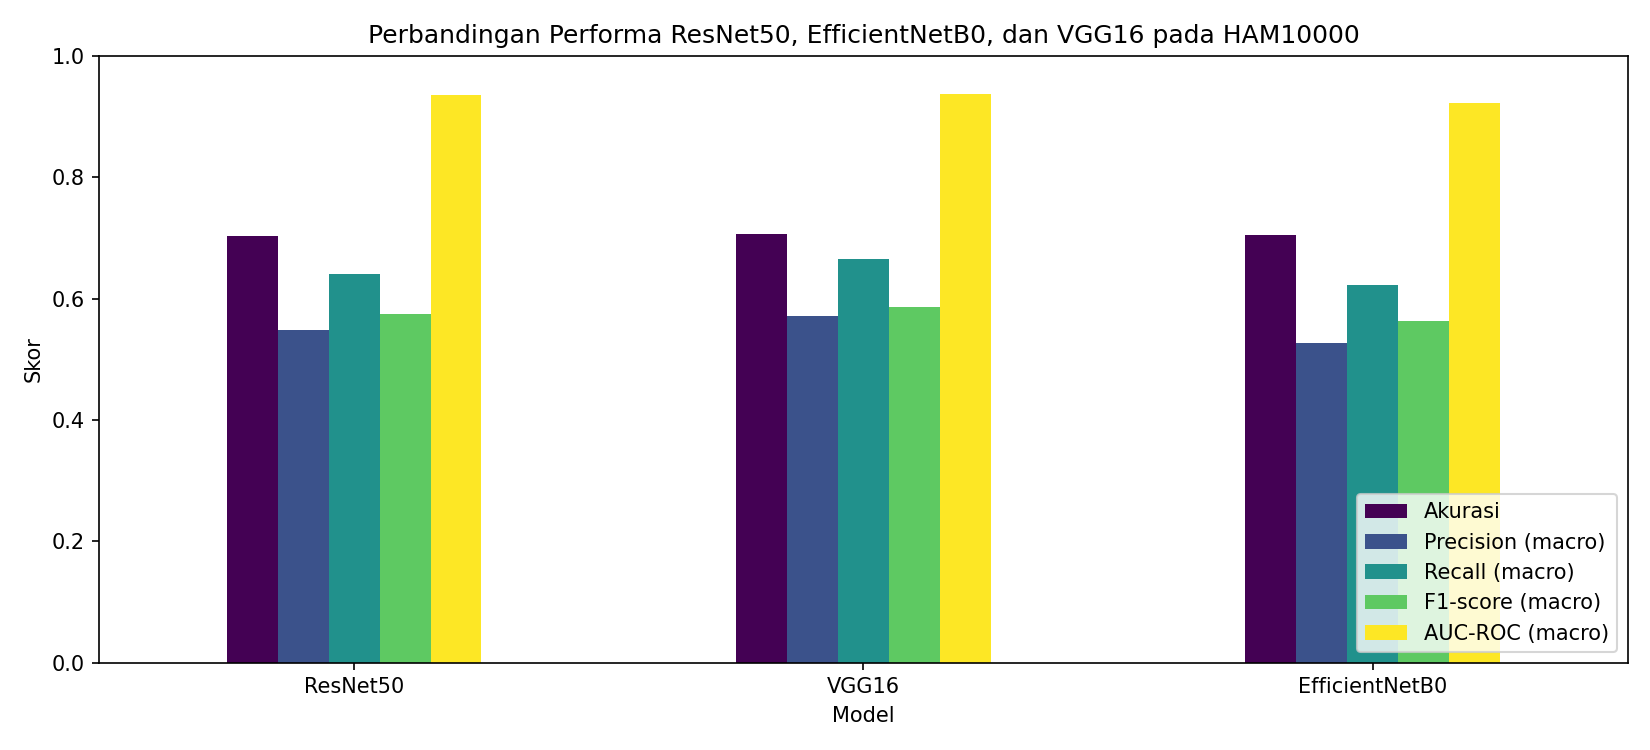 Perbandingan Performa ResNet50, EfficientNetB0, dan VGG16 pada HAM10000
1.0
0.8
0.6
0.4
0.2
0.0
Skor
ResNet50
VGG16
EfficientNetB0
Model
Akurasi
Precision (macro)
Recall (macro)
F1-score (macro)
AUC-ROC (macro)